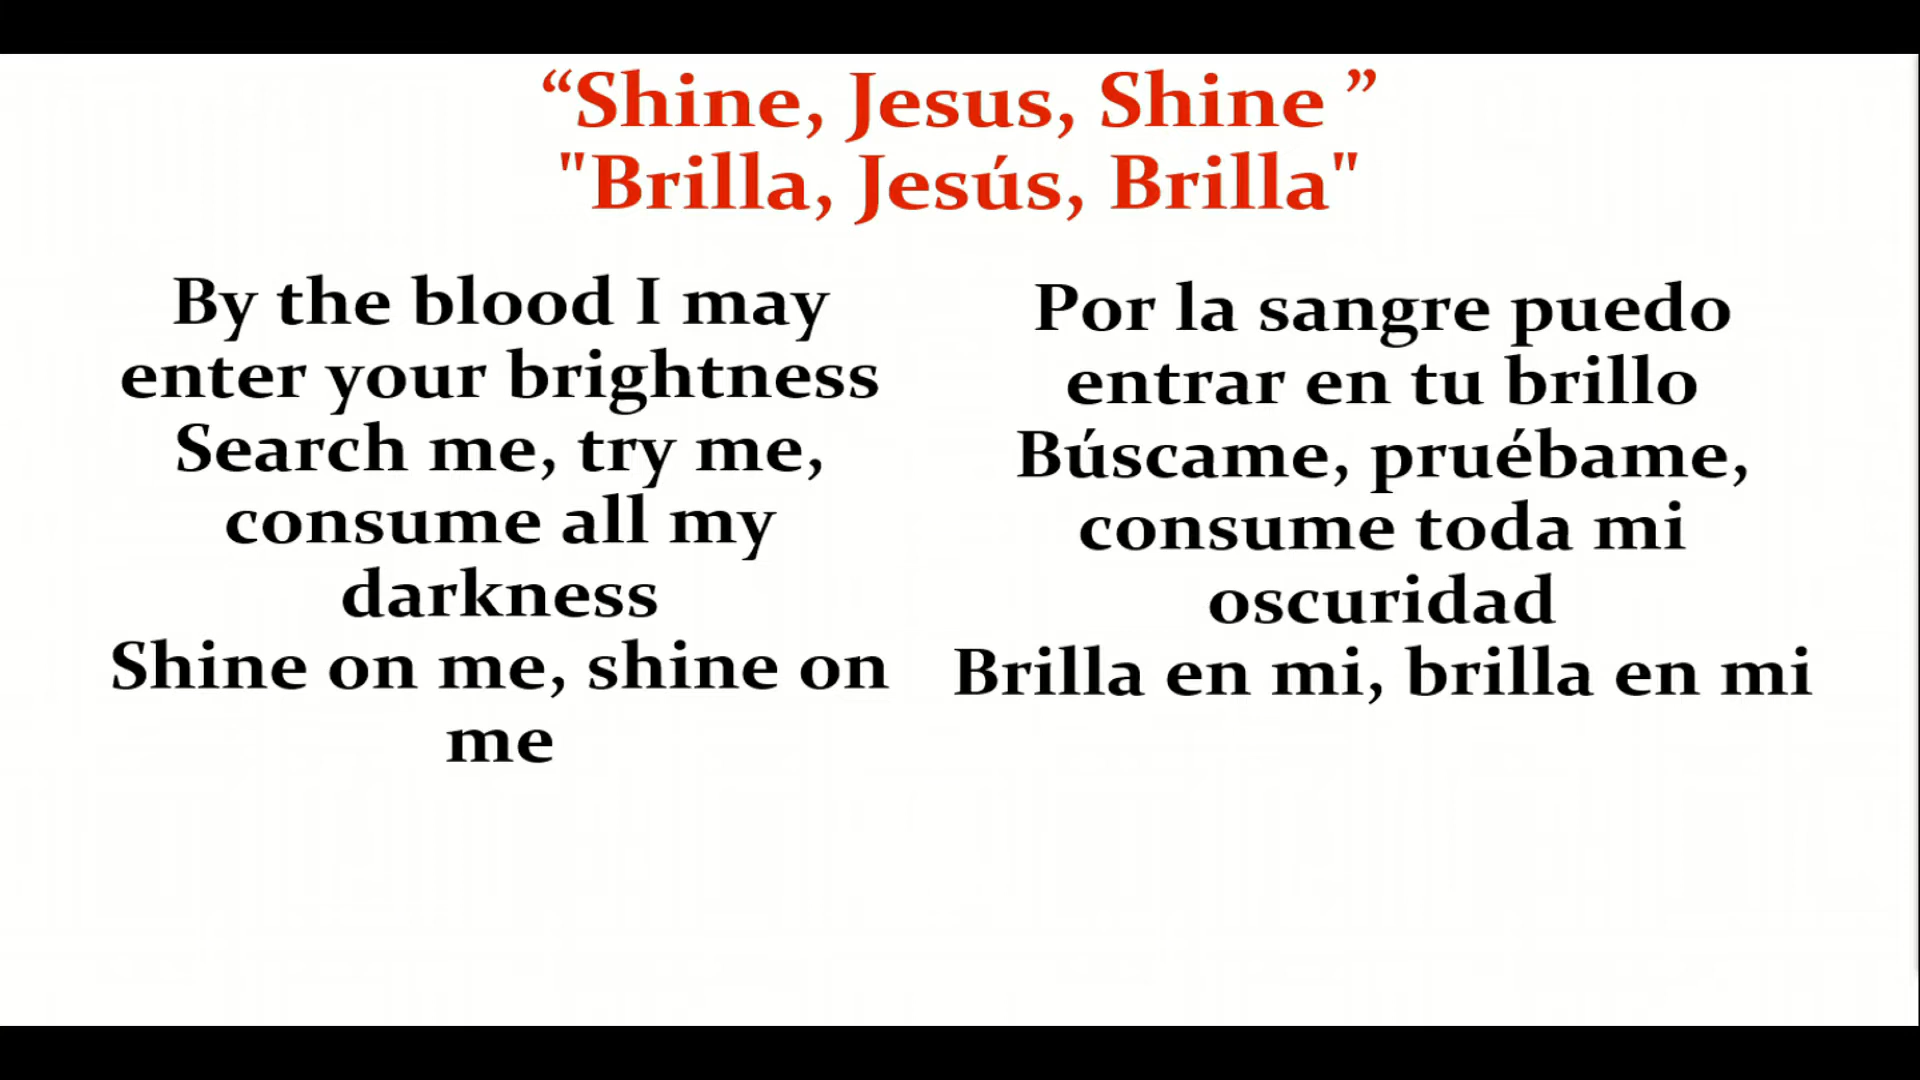 “Shine, Jesus, Shine ”
"Brilla, Jesús, Brilla"
By the blood I may
enter your brightness
Search me, try me,
consume all my
darkness
Shine on me, shine on
me
Por la sangre puedo
entrar en tu brillo
Búscame, pruébame,
consume toda mi
oscuridad
Brilla en mi, brilla en mi